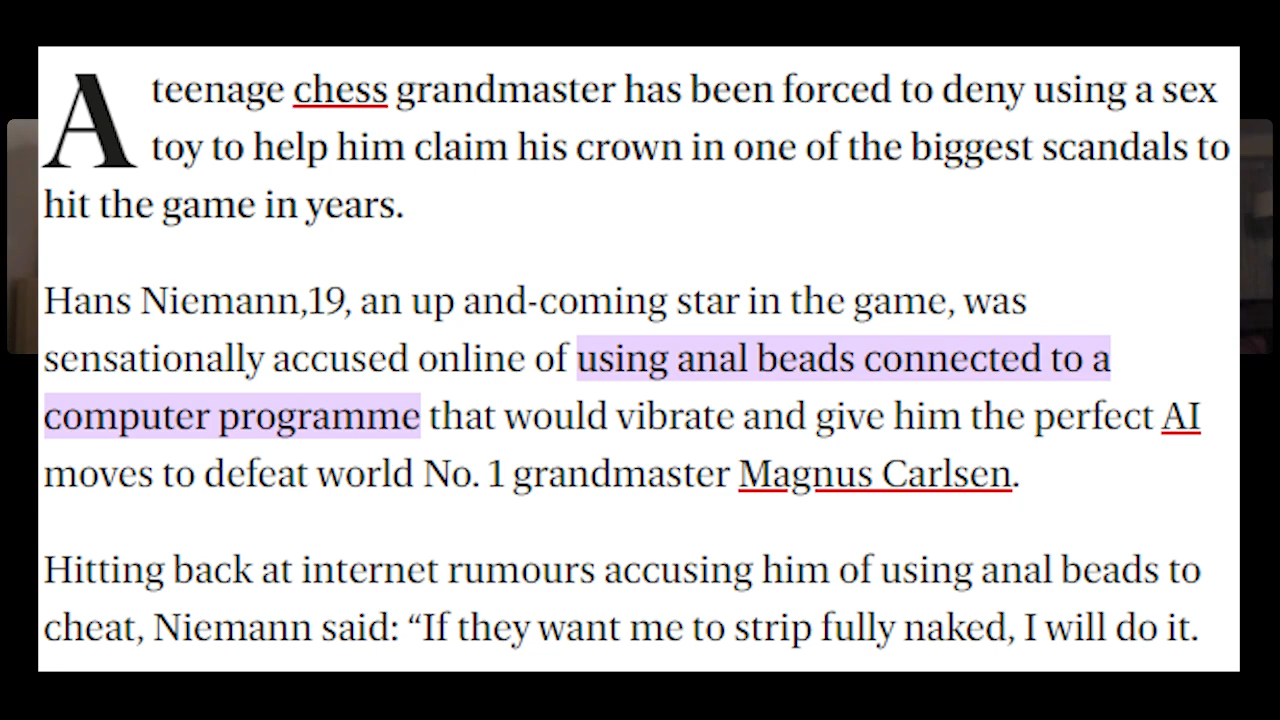 A teenage chess grandmaster has been forced to deny using a sex
toy to help him claim his crown in one of the biggest scandals to
hit the game in years.
Hans Niemann,19, an up and-coming star in the game, was
sensationally accused online of using anal beads connected to a
computer programme that would vibrate and give him the perfect AI
moves to defeat world No. 1 grandmaster Magnus Carlsen.
Hitting back at internet rumours accusing him of using anal beads to
cheat, Niemann said: “If they want me to strip fully naked, I will do it.